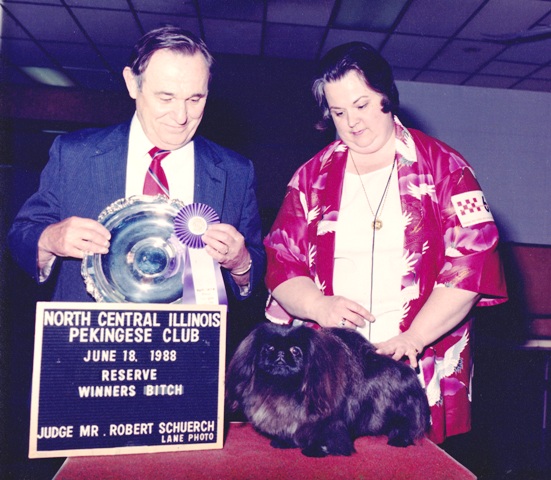 NORTH CENTRAL ILLINOIS
PEKINGESE CLUB
JUNE 18, 1988
RESERVE
WINNERS BITCH
JUDGE MR. ROBERT SCHUERCH
LANE PHOTO